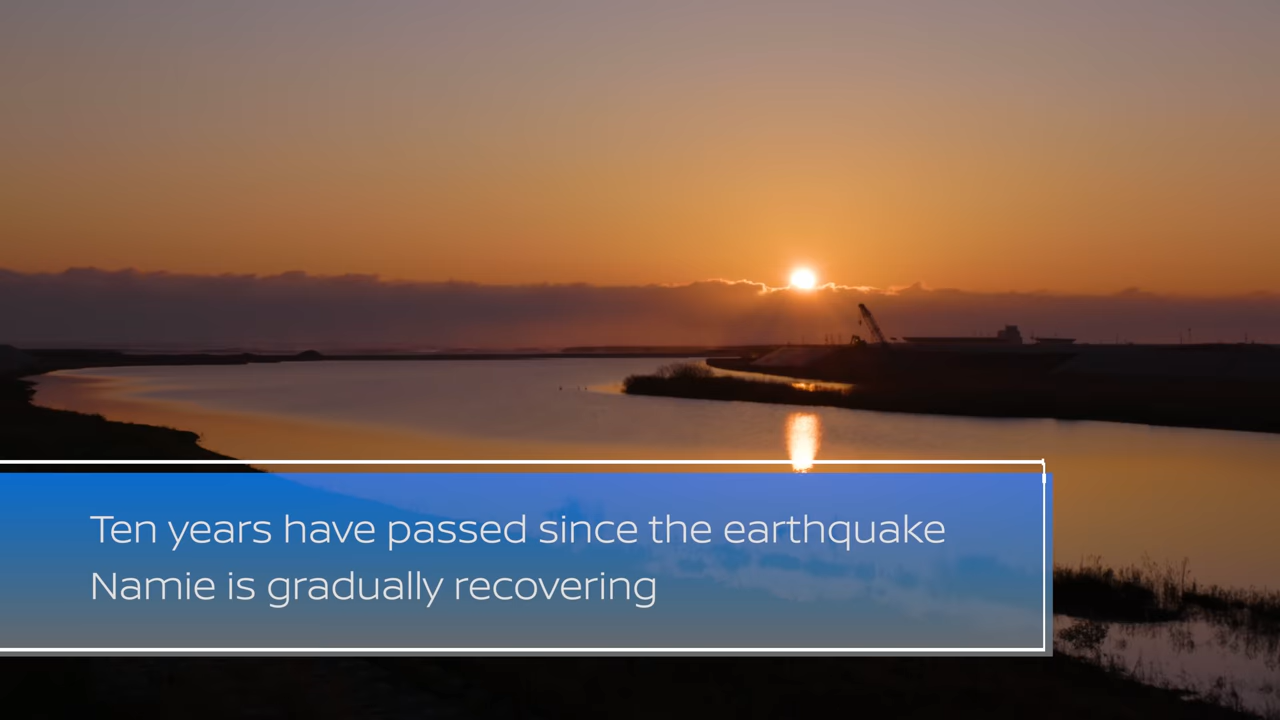 Ten years have passed since the earthquake
Namie is gradually recovering